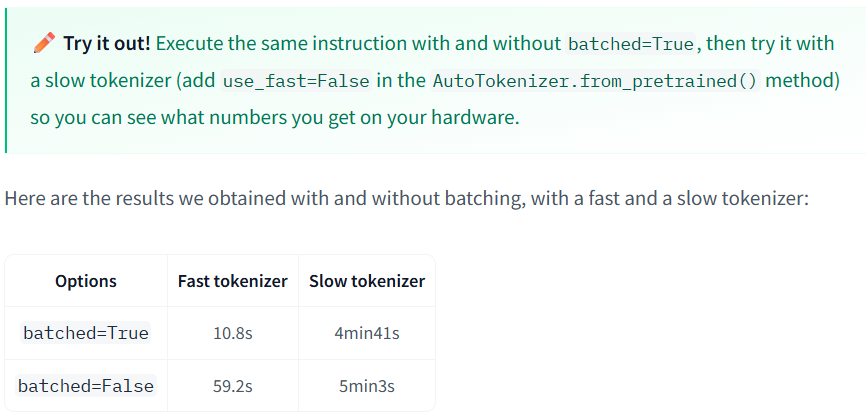 ✏️ Try it out! Execute the same instruction with and without batched=True, then try it with
a slow tokenizer (add use_fast=False in the AutoTokenizer.from_pretrained() method)
so you can see what numbers you get on your hardware.
Here are the results we obtained with and without batching, with a fast and a slow tokenizer:
Options Fast tokenizer Slow tokenizer
batched=True 10.8s 4min41s
batched=False 59.2s 5min3s